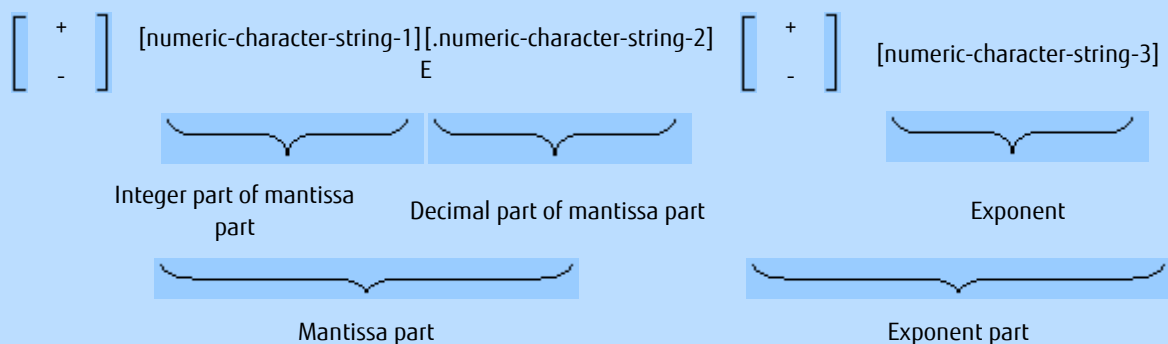 + [numeric-character-string-1][.numeric-character-string-2] + [numeric-character-string-3]
- E -
Integer part of mantissa part
Decimal part of mantissa part
Exponent
Mantissa part
Exponent part